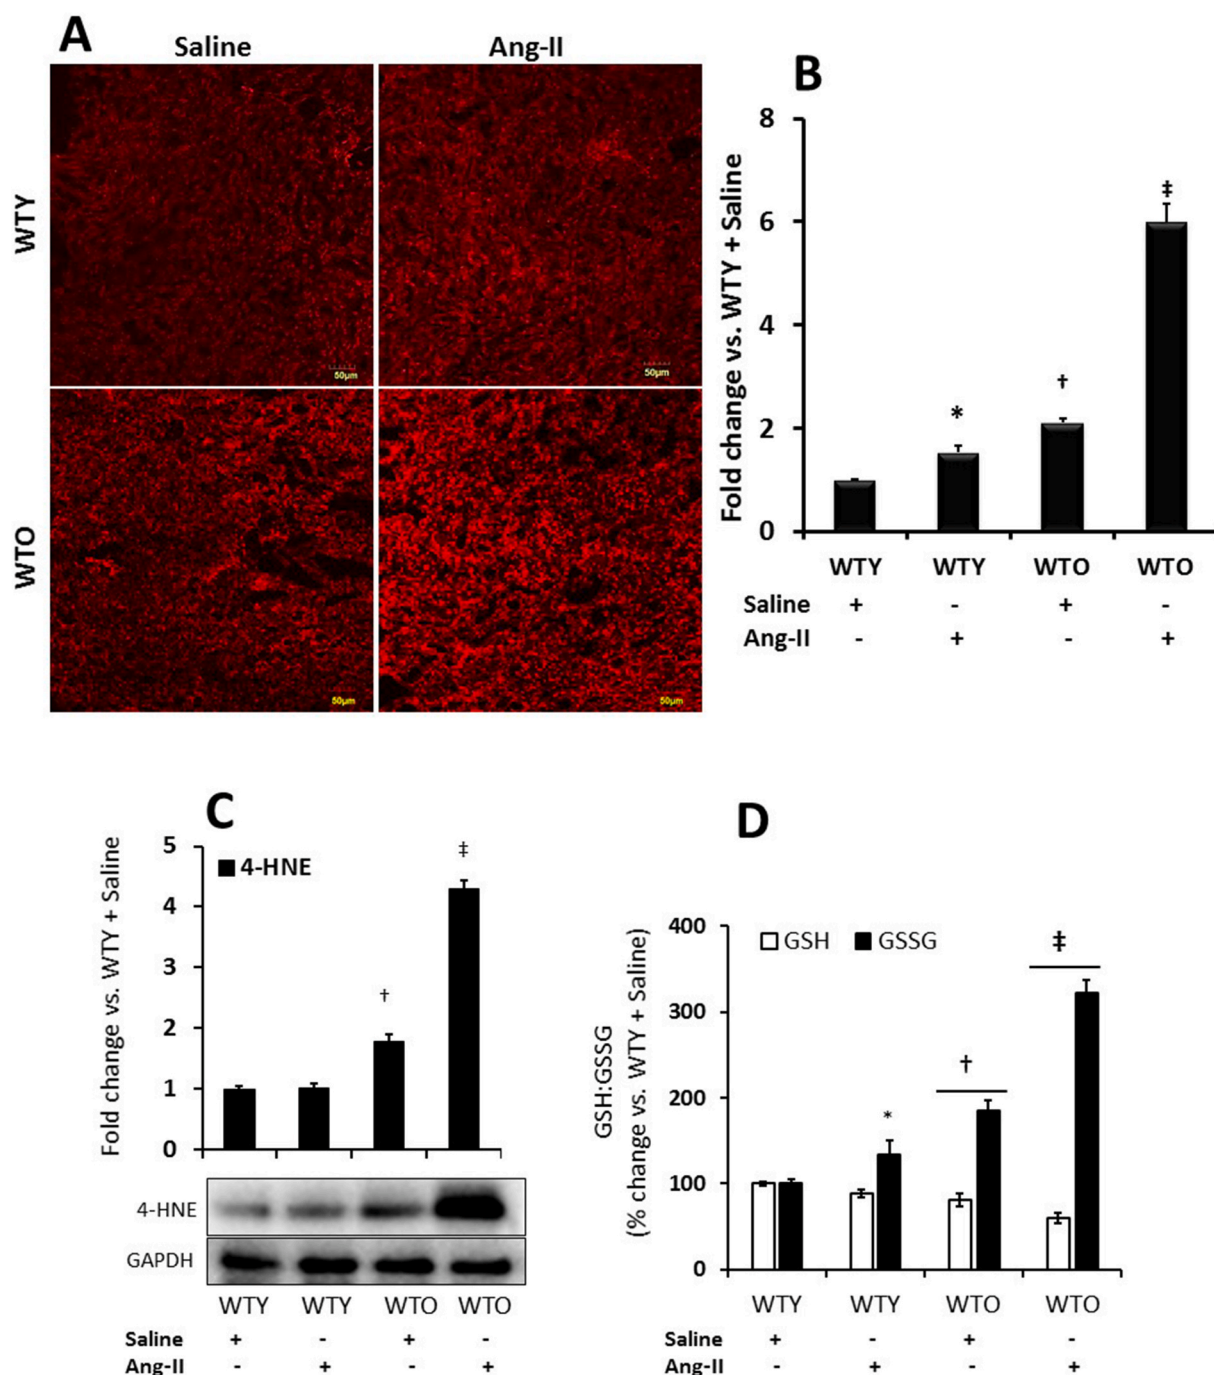 A
Saline Ang-II
WTY
50µm
50µm
WTO
50µm
50µm
B
Fold change vs. WTY + Saline
8
6
4
2
0
*
†
‡
WTY WTY WTO WTO
Saline + - + -
Ang-II - + - +
C
Fold change vs. WTY + Saline
5
4
3
2
1
0
4-HNE
†
‡
4-HNE
GAPDH
WTY WTY WTO WTO
Saline + - + -
Ang-II - + - +
D
GSH:GSSG
(% change vs. WTY + Saline)
400
300
200
100
0
GSH GSSG
*
†
‡
WTY WTY WTO WTO
Saline + - + -
Ang-II - + - +